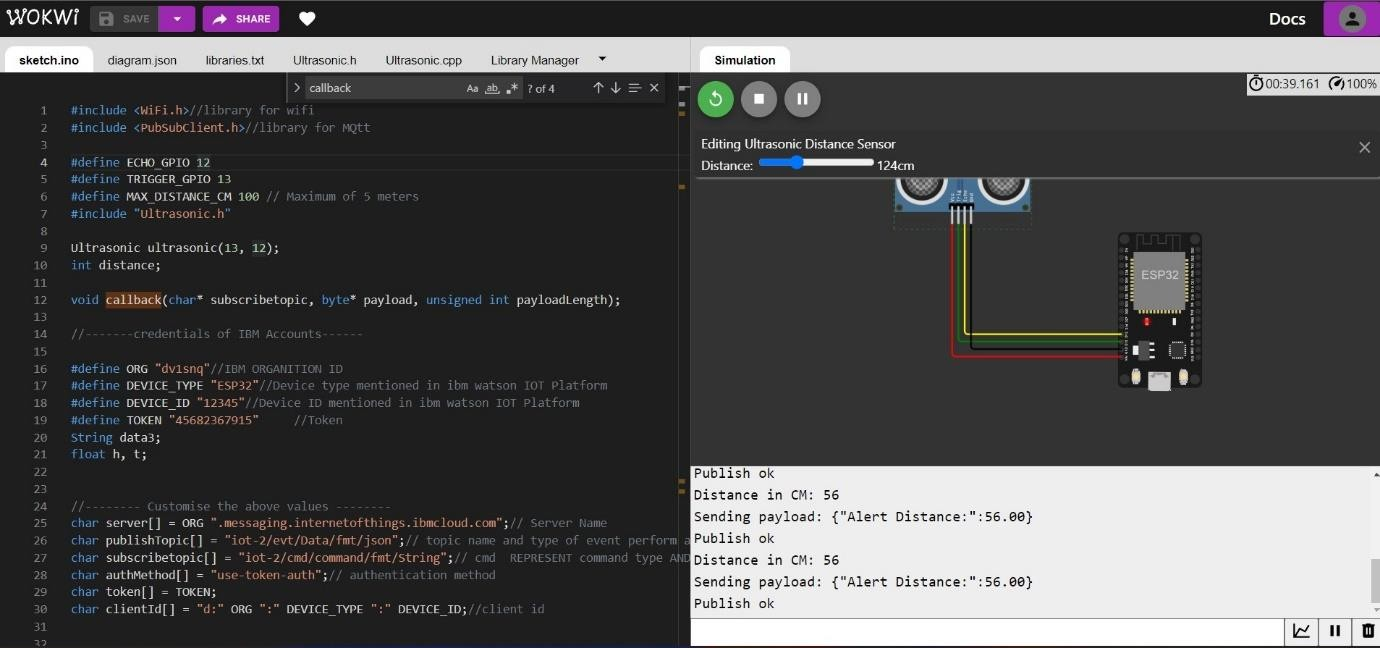 WOKWi SAVE SHARE Docs
sketch.ino diagram.json libraries.txt Ultrasonic.h Ultrasonic.cpp Library Manager
callback Aa ab ? of 4
1 #include <WiFi.h>//library for wifi
2 #include <PubSubClient.h>//library for MQtt
3
4 #define ECHO_GPIO 12
5 #define TRIGGER_GPIO 13
6 #define MAX_DISTANCE_CM 100 // Maximum of 5 meters
7 #include "Ultrasonic.h"
8
9 Ultrasonic ultrasonic(13, 12);
10 int distance;
11
12 void callback(char* subscribetopic, byte* payload, unsigned int payloadLength);
13
14 //-------credentials of IBM Accounts------
15
16 #define ORG "dv1snq"//IBM ORGANITION ID
17 #define DEVICE_TYPE "ESP32"//Device type mentioned in ibm watson IOT Platform
18 #define DEVICE_ID "12345"//Device ID mentioned in ibm watson IOT Platform
19 #define TOKEN "45682367915" //Token
20 String data3;
21 float h, t;
22
23
24 //-------- Customise the above values --------
25 char server[] = ORG ".messaging.internetofthings.ibmcloud.com";// Server Name
26 char publishTopic[] = "iot-2/evt/Data/fmt/json";// topic name and type of event perform a
27 char subscribetopic[] = "iot-2/cmd/command/fmt/String";// cmd REPRESENT command type AND
28 char authMethod[] = "use-token-auth";// authentication method
29 char token[] = TOKEN;
30 char clientId[] = "d:" ORG ":" DEVICE_TYPE ":" DEVICE_ID;//client id
31
32
Simulation
00:39.161 100%
Editing Ultrasonic Distance Sensor
Distance: 124cm
ESP32
Publish ok
Distance in CM: 56
Sending payload: {"Alert Distance:":56.00}
Publish ok
Distance in CM: 56
Sending payload: {"Alert Distance:":56.00}
Publish ok